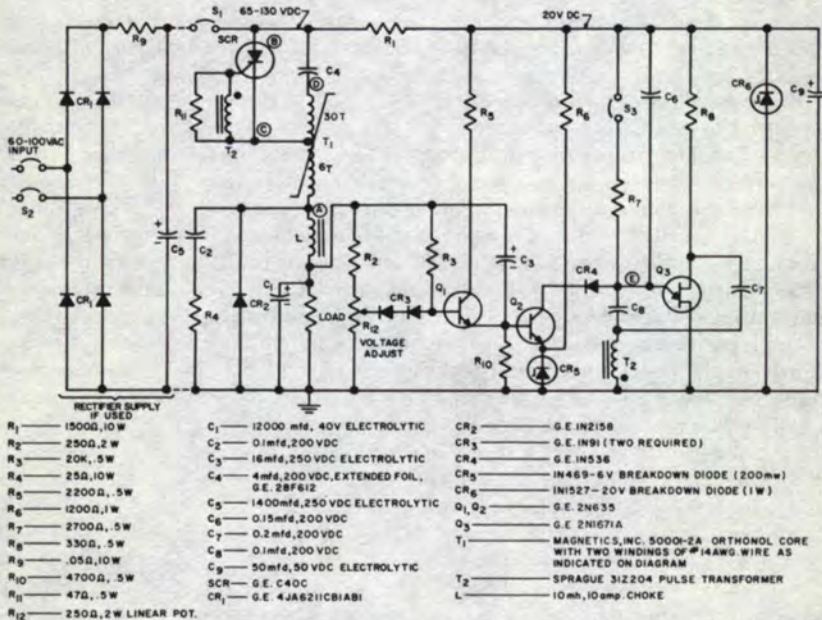 S1
65-130 VDC
20V DC
R9
SCR
B
R1
C4
D
30T
R11
T2
C
T1
6T
CR1
CR1
60-100VAC
INPUT
S2
R5
R6
S3
C6
R8
CR6
C9
R7
A
L
C5
C2
R2
R3
C3
Q1
CR4
E
Q3
Q2
C7
C8
CR3
C1
CR2
R4
LOAD
R12
VOLTAGE
ADJUST
R10
CR5
T2
CR1
CR1
RECTIFIER SUPPLY
IF USED
R1 1500Ω, 10W
R2 250Ω, 2W
R3 20K, .5W
R4 25Ω, 10W
R5 2200Ω, .5W
R6 1200Ω, 1W
R7 2700Ω, .5W
R8 330Ω, .5W
R9 .05Ω, 10W
R10 4700Ω, .5W
R11 47Ω, .5W
R12 250Ω, 2W LINEAR POT.
C1 12000 mfd, 40V ELECTROLYTIC
C2 0.1mfd, 200 VDC
C3 16mfd, 250 VDC ELECTROLYTIC
C4 4mfd, 200 VDC, EXTENDED FOIL,
G.E. 28F612
C5 1400mfd, 250 VDC ELECTROLYTIC
C6 0.15mfd, 200 VDC
C7 0.2mfd, 200VDC
C8 0.1mfd, 200 VDC
C9 50mfd, 50 VDC ELECTROLYTIC
SCR G.E. C40C
CR1 G.E. 4JA6211CB1AB1
CR2 G.E. IN2158
CR3 G.E. IN91 (TWO REQUIRED)
CR4 G.E. IN536
CR5 IN469-6V BREAKDOWN DIODE (200mw)
CR6 IN1527-20V BREAKDOWN DIODE (1W)
Q1, Q2 G.E. 2N635
Q3 G.E 2N1671A
T1 MAGNETICS, INC. 50001-2A ORTHONOL CORE
WITH TWO WINDINGS OF #14AWG. WIRE AS
INDICATED ON DIAGRAM
T2 SPRAGUE 31Z204 PULSE TRANSFORMER
L 10 mh, 10 amp. CHOKE